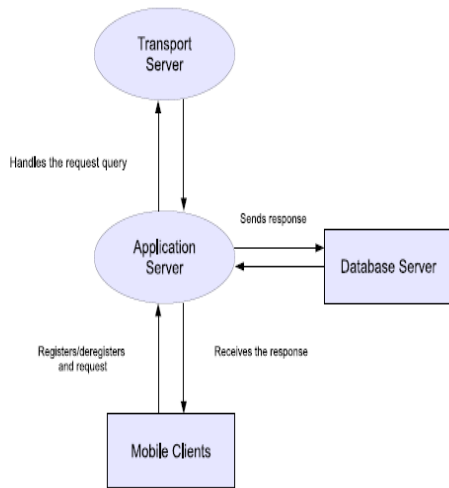 Transport
Server
Handles the request query
Sends response
Application
Server
Database Server
Registers/deregisters
and request
Receives the response
Mobile Clients